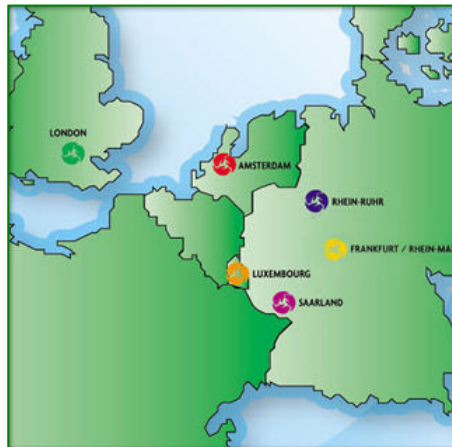 LONDON
AMSTERDAM
RHEIN-RUHR
FRANKFURT / RHEIN-MA
LUXEMBOURG
SAARLAND